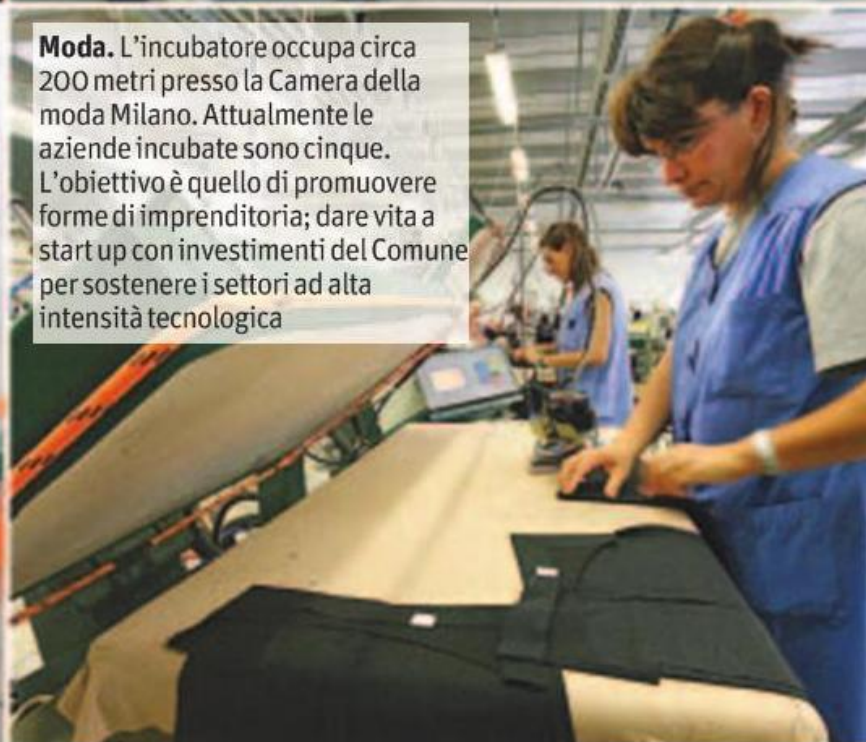 Moda. L'incubatore occupa circa
200 metri presso la Camera della
moda Milano. Attualmente le
aziende incubate sono cinque.
L'obiettivo è quello di promuovere
forme di imprenditoria; dare vita a
start up con investimenti del Comune
per sostenere i settori ad alta
intensità tecnologica